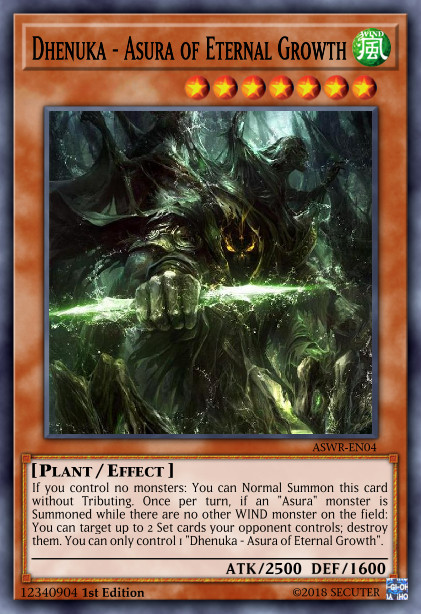 Dhenuka - Asura of Eternal Growth
WIND
風
ASWR-EN04
[Plant / Effect ]
If you control no monsters: You can Normal Summon this card
without Tributing. Once per turn, if an "Asura" monster is
Summoned while there are no other WIND monster on the field:
You can target up to 2 Set cards your opponent controls; destroy
them. You can only control 1 "Dhenuka - Asura of Eternal Growth".
ATK/2500 DEF/1600
12340904 1st Edition
©2018 SECUTER